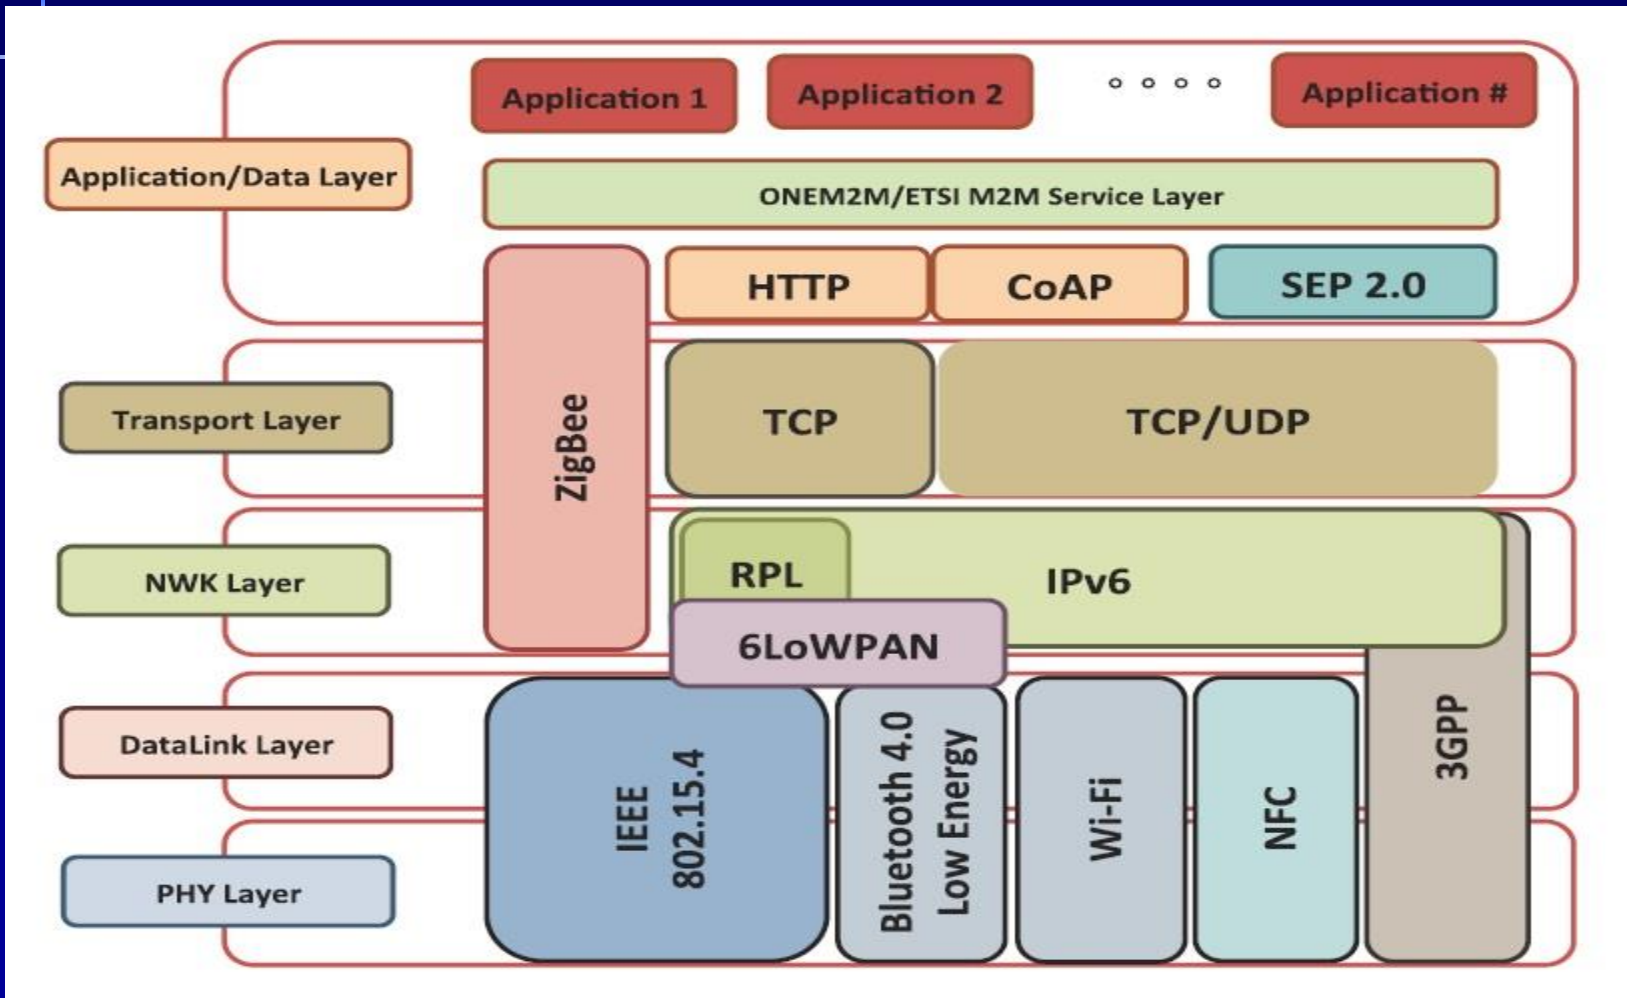 Application 1
Application 2
Application #
Application/Data Layer
ONEM2M/ETSI M2M Service Layer
HTTP
CoAP
SEP 2.0
ZigBee
Transport Layer
TCP
TCP/UDP
NWK Layer
RPL
IPv6
6LoWPAN
DataLink Layer
IEEE
802.15.4
Bluetooth 4.0
Low Energy
Wi-Fi
NFC
3GPP
PHY Layer